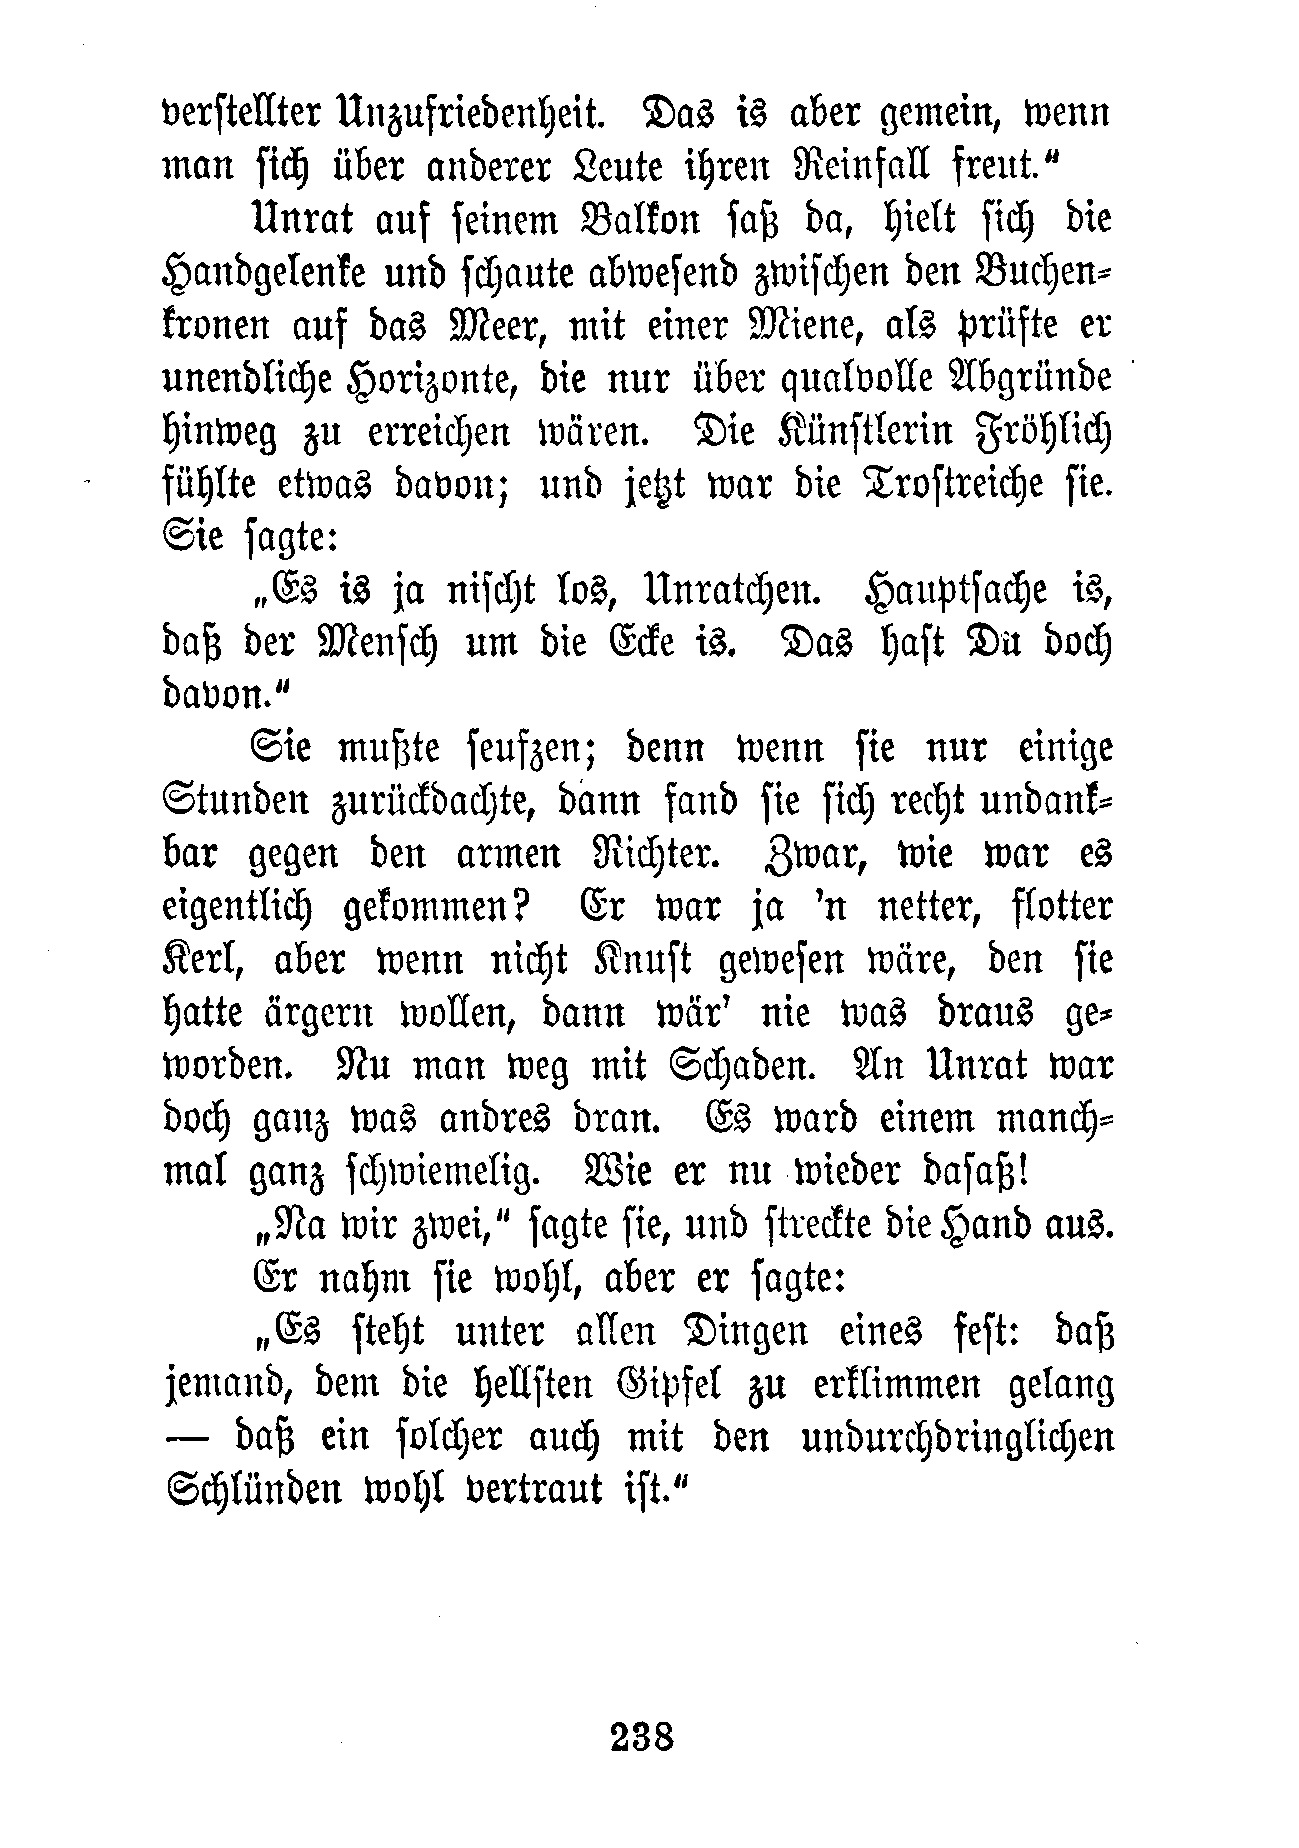 verstellter Unzufriedenheit. Das is aber gemein, wenn
man sich über anderer Leute ihren Reinfall freut.“
Unrat auf seinem Balkon saß da, hielt sich die
Handgelenke und schaute abwesend zwischen den Buchen-
kronen auf das Meer, mit einer Miene, als prüfte er
unendliche Horizonte, die nur über qualvolle Abgründe
hinweg zu erreichen wären. Die Künstlerin Fröhlich
fühlte etwas davon; und jetzt war die Trostreiche sie.
Sie sagte:
„Es is ja nischt los, Unratchen. Hauptsache is,
daß der Mensch um die Ecke is. Das hast Du doch
davon.“
Sie mußte seufzen; denn wenn sie nur einige
Stunden zurückdachte, dann fand sie sich recht undank-
bar gegen den armen Richter. Zwar, wie war es
eigentlich gekommen? Er war ja 'n netter, flotter
Kerl, aber wenn nicht Knust gewesen wäre, den sie
hatte ärgern wollen, dann wär' nie was draus ge-
worden. Nu man weg mit Schaden. An Unrat war
doch ganz was andres dran. Es ward einem manch-
mal ganz schwiemelig. Wie er nu wieder dasaß!
„Na wir zwei,“ sagte sie, und streckte die Hand aus.
Er nahm sie wohl, aber er sagte:
„Es steht unter allen Dingen eines fest: daß
jemand, dem die hellsten Gipfel zu erklimmen gelang
— daß ein solcher auch mit den undurchdringlichen
Schlünden wohl vertraut ist.“
238